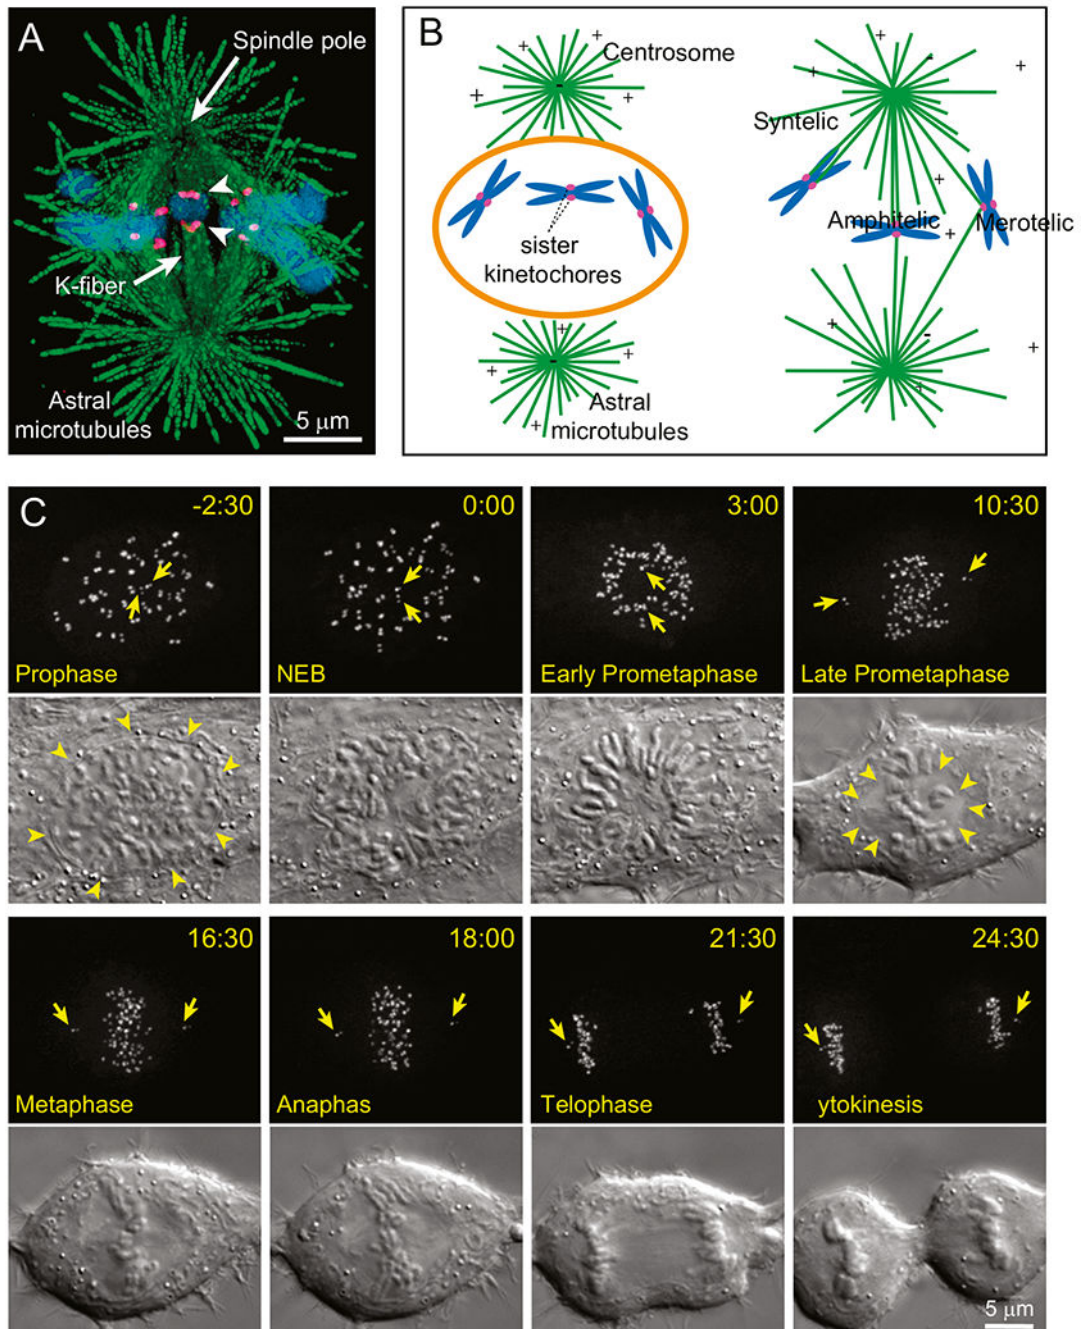 A
Spindle pole
K-fiber
Astral
microtubules
5 μm
B
+ +
Centrosome
+ - +
sister
kinetochores
+
- +
+
Astral
+
microtubules
+ -
+ +
Syntelic
+
Amphitelic
+
Merotelic
+ -
+
+
C
-2:30
Prophase
0:00
NEB
3:00
Early Prometaphase
10:30
Late Prometaphase
16:30
Metaphase
18:00
Anaphas
21:30
Telophase
24:30
ytokinesis
5 μm